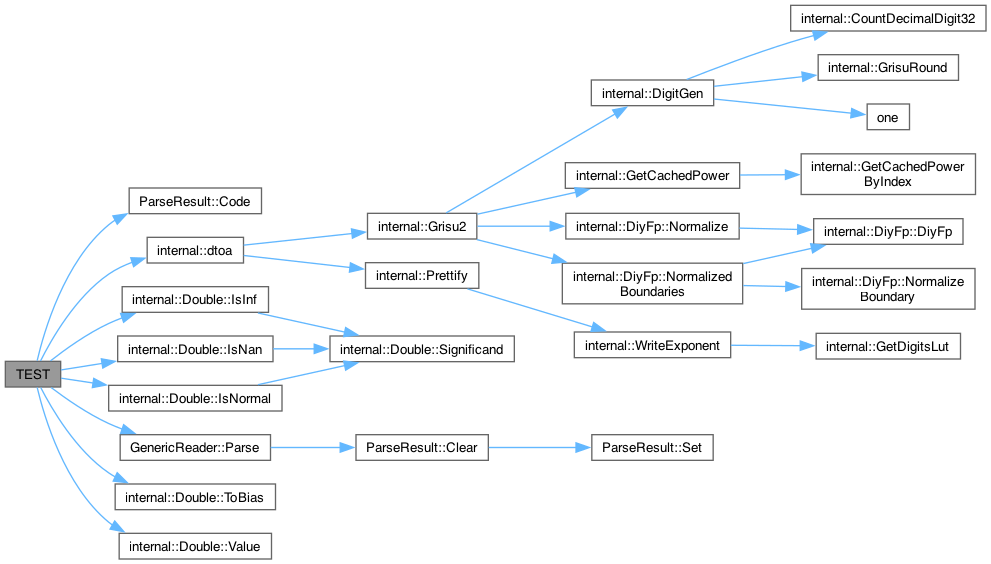 internal::CountDecimalDigit32
internal::GrisuRound
internal::DigitGen
one
internal::GetCachedPower
internal::GetCachedPower
ByIndex
ParseResult::Code
internal::Grisu2
internal::DiyFp::Normalize
internal::DiyFp::DiyFp
internal::dtoa
internal::Prettify
internal::DiyFp::Normalized
Boundaries
internal::DiyFp::Normalize
Boundary
internal::Double::IsInf
internal::Double::IsNan
internal::Double::Significand
internal::WriteExponent
internal::GetDigitsLut
TEST
internal::Double::IsNormal
GenericReader::Parse
ParseResult::Clear
ParseResult::Set
internal::Double::ToBias
internal::Double::Value